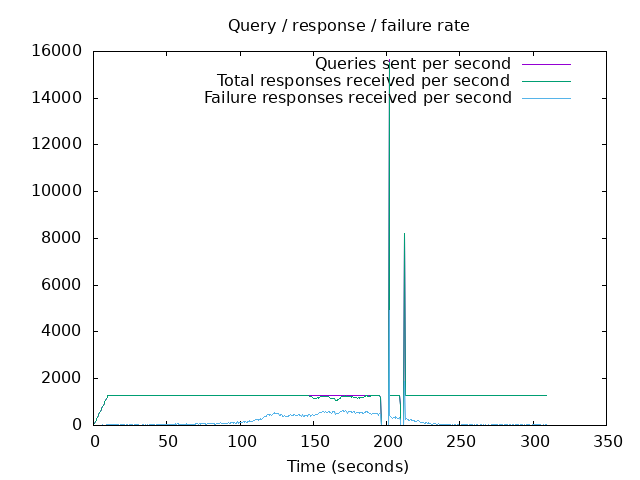 Query / response / failure rate
16000
14000
12000
10000
8000
6000
4000
2000
0
Queries sent per second
Total responses received per second
Failure responses received per second
0 50 100 150 200 250 300 350
Time (seconds)